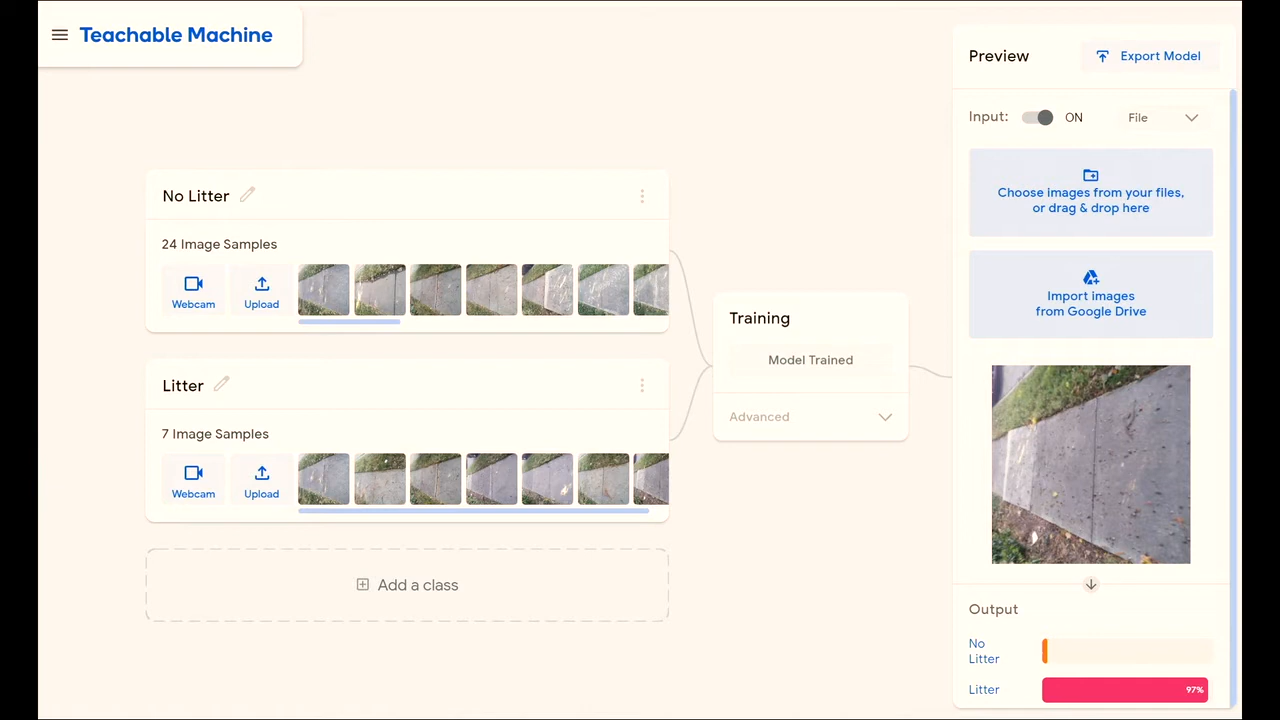 Teachable Machine
No Litter
24 Image Samples
Webcam
Upload
Litter
7 Image Samples
Webcam
Upload
Add a class
Training
Model Trained
Advanced
Preview
Export Model
Input:
ON
File
Choose images from your files,
or drag & drop here
Import images
from Google Drive
Output
No
Litter
Litter
97%